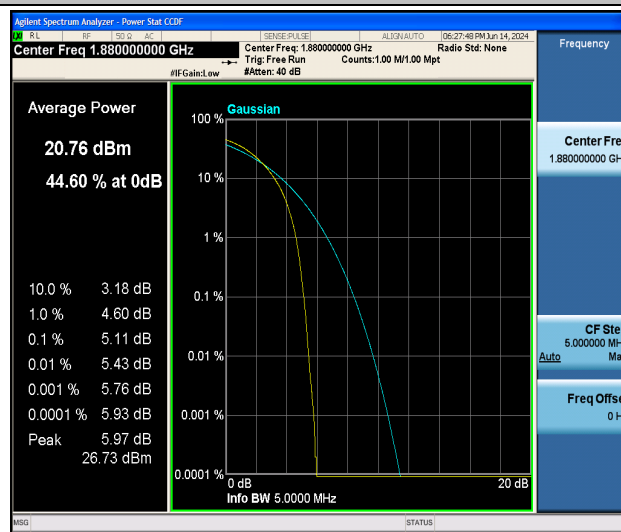 Agilent Spectrum Analyzer - Power Stat CCDF
LXI RL RF 50 Ω AC SENSE:PULSE ALIGN AUTO 06:27:48 PM Jun 14, 2024
Center Freq 1.880000000 GHz
Center Freq: 1.880000000 GHz Radio Std: None
Trig: Free Run Counts:1.00 M/1.00 Mpt
#IFGain:Low #Atten: 40 dB
Frequency
Center Fre
1.880000000 GH
CF Ste
5.000000 MH
Auto Ma
Freq Offse
0 H
Average Power
20.76 dBm
44.60 % at 0dB
10.0 % 3.18 dB
1.0 % 4.60 dB
0.1 % 5.11 dB
0.01 % 5.43 dB
0.001 % 5.76 dB
0.0001 % 5.93 dB
Peak 5.97 dB
26.73 dBm
Gaussian
100 %
10 %
1 %
0.1 %
0.01 %
0.001 %
0.0001 %
0 dB 20 dB
Info BW 5.0000 MHz
MSG STATUS